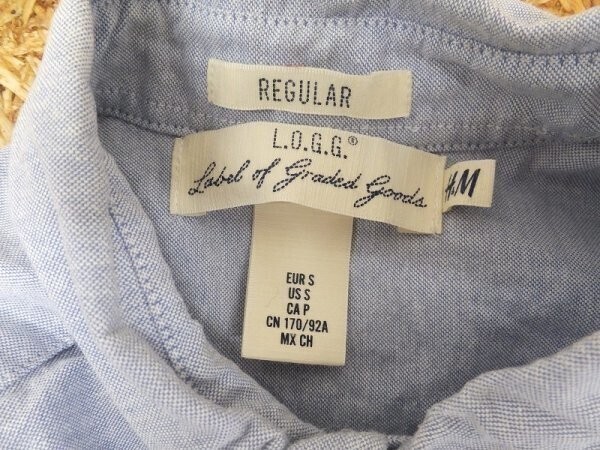 REGULAR
L.O.G.G.®
Label of Graded Goods
H&M
EUR S
US S
CA P
CN 170/92A
MX CH